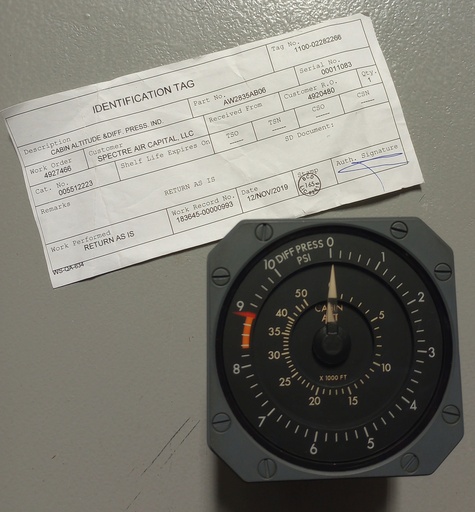 IDENTIFICATION TAG
Tag No.
1100-02282266
Description
CABIN ALTITUDE &DIFF. PRESS. IND.
Part No.
AW2835AB06
Serial No.
00011083
Work Order
4927466
Customer
SPECTRE AIR CAPITAL, LLC
Received From
Customer R.O.
4920480
Qty.
1
Cat. No.
005512223
Shelf Life Expires On
TSO
TSN
CSO
CSN
Remarks
RETURN AS IS
SD Document:
Work Performed
RETURN AS IS
Work Record No.
183645-00000993
Date
12/NOV/2019
Stamp
145
Auth. Signature
WS-QA-634
10 DIFF PRESS 0
PSI
1
2
3
4
5
6
7
8
9
CABIN
ALT
5
10
15
20
25
30
35
40
50
X 1000 FT